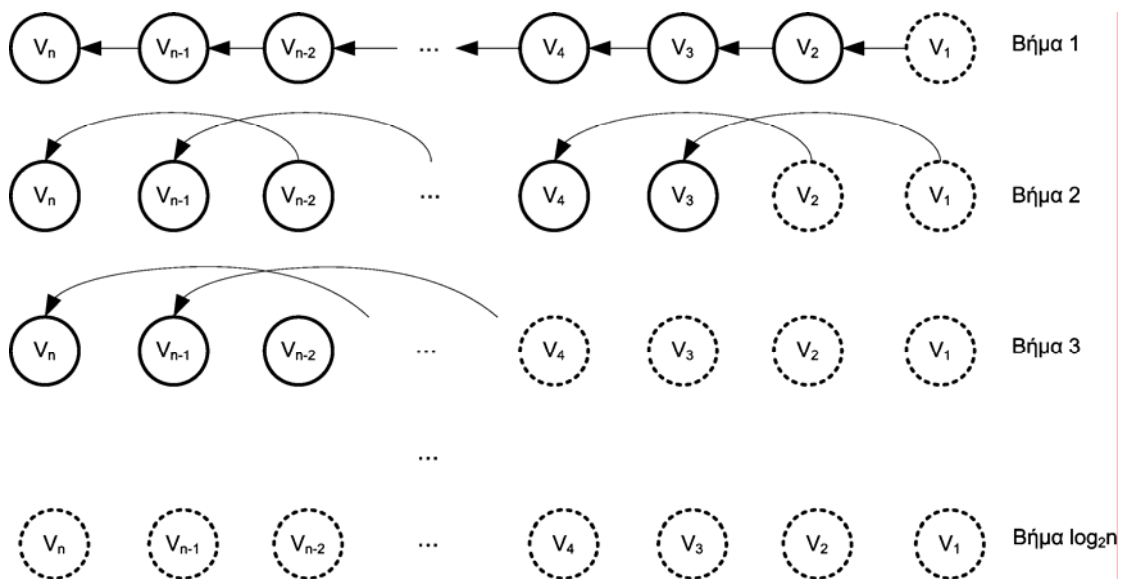 Vₙ Vₙ₋₁ Vₙ₋₂ ... V₄ V₃ V₂ V₁ Βήμα 1
Vₙ Vₙ₋₁ Vₙ₋₂ ... V₄ V₃ V₂ V₁ Βήμα 2
Vₙ Vₙ₋₁ Vₙ₋₂ ... V₄ V₃ V₂ V₁ Βήμα 3
...
Vₙ Vₙ₋₁ Vₙ₋₂ ... V₄ V₃ V₂ V₁ Βήμα log₂n